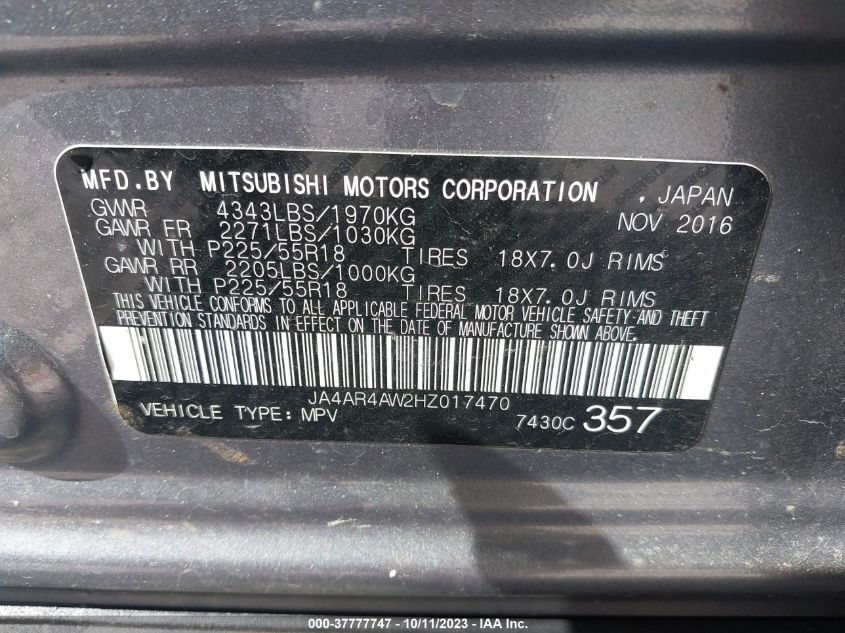 MFD.BY MITSUBISHI MOTORS CORPORATION , JAPAN
GVWR 4343LBS/1970KG NOV 2016
GAWR FR 2271LBS/1030KG
WITH P225/55R18 TIRES 18X7.0J RIMS
GAWR RR 2205LBS/1000KG
WITH P225/55R18 TIRES 18X7.0J RIMS
THIS VEHICLE CONFORMS TO ALL APPLICABLE FEDERAL MOTOR VEHICLE SAFETY AND THEFT
PREVENTION STANDARDS IN EFFECT ON THE DATE OF MANUFACTURE SHOWN ABOVE.
JA4AR4AW2HZ017470
VEHICLE TYPE: MPV 7430C 357
000-37777747 - 10/11/2023 - IAA Inc.